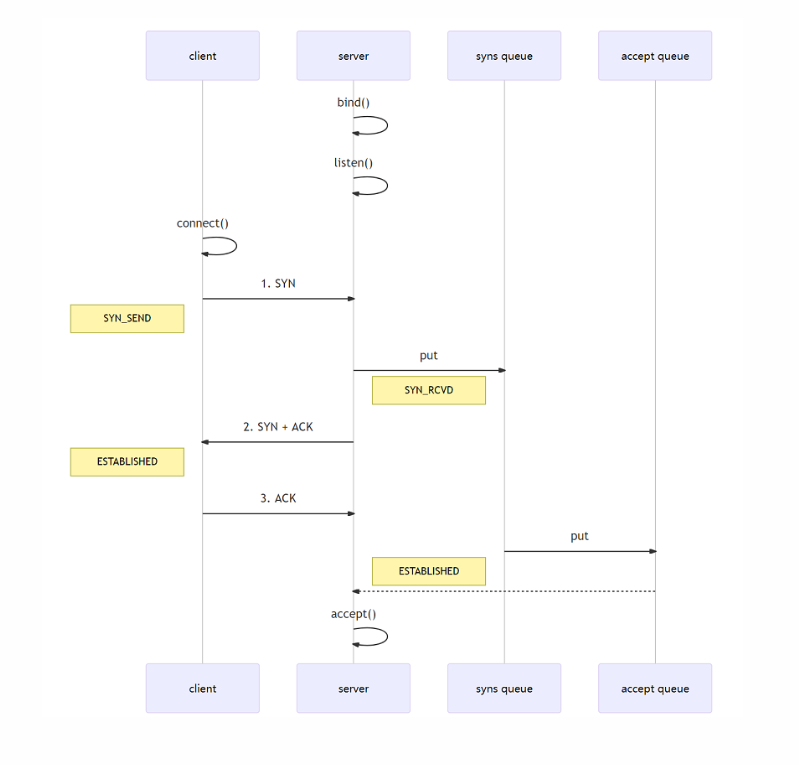 client
server
syns queue
accept queue
bind()
listen()
connect()
1. SYN
SYN_SEND
put
SYN_RCVD
2. SYN + ACK
ESTABLISHED
3. ACK
put
ESTABLISHED
accept()
client
server
syns queue
accept queue